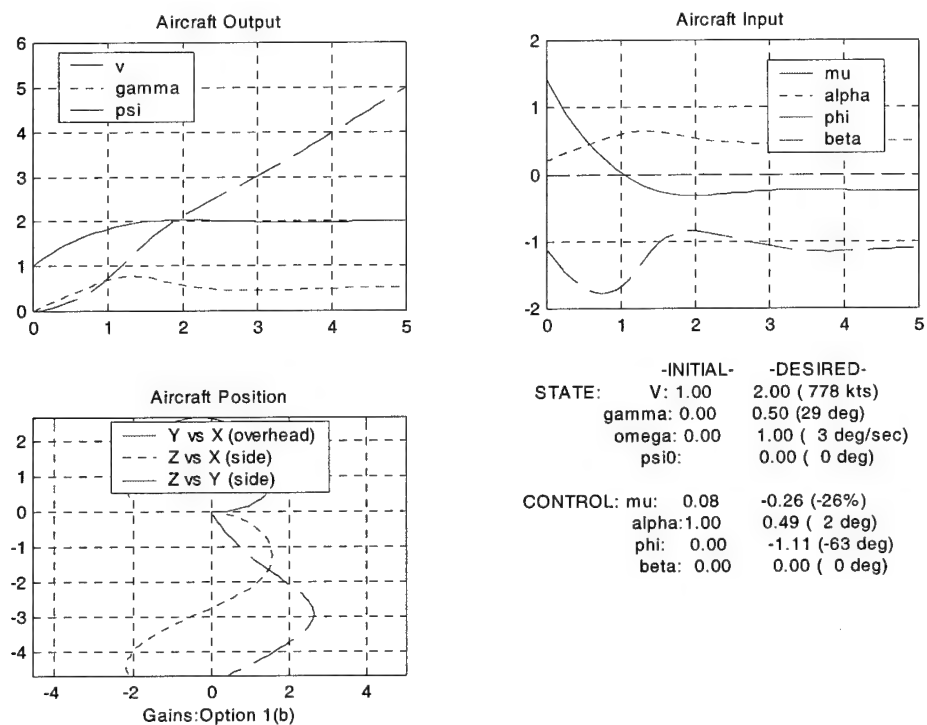 Aircraft Output
6
5
4
3
2
1
0
v
gamma
psi
0 1 2 3 4 5
Aircraft Input
2
1
0
-1
-2
mu
alpha
phi
beta
0 1 2 3 4 5
Aircraft Position
2
1
0
-1
-2
-3
-4
Y vs X (overhead)
Z vs X (side)
Z vs Y (side)
-4 -2 0 2 4
Gains:Option 1(b)
-INITIAL- -DESIRED-
STATE: V: 1.00 2.00 ( 778 kts)
gamma: 0.00 0.50 (29 deg)
omega: 0.00 1.00 ( 3 deg/sec)
psi0: 0.00 ( 0 deg)
CONTROL: mu: 0.08 -0.26 (-26%)
alpha:1.00 0.49 ( 2 deg)
phi: 0.00 -1.11 (-63 deg)
beta: 0.00 0.00 ( 0 deg)